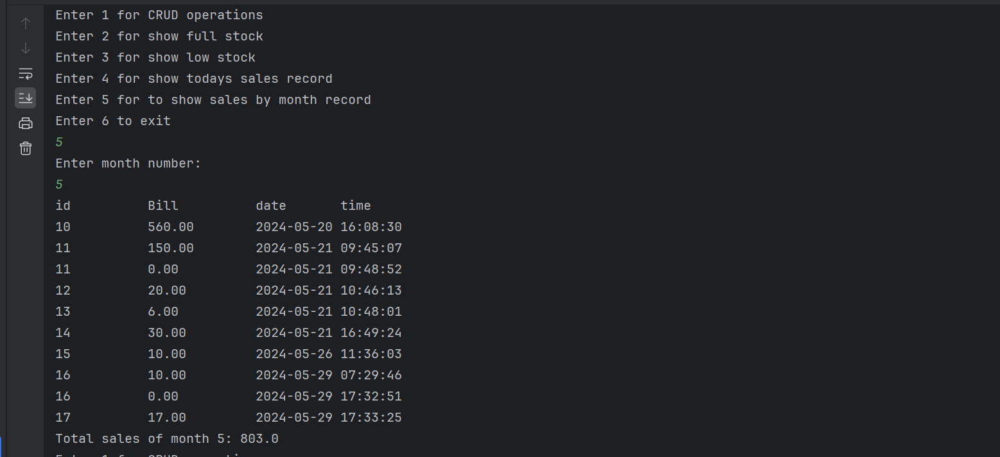 Enter 1 for CRUD operations
Enter 2 for show full stock
Enter 3 for show low stock
Enter 4 for show todays sales record
Enter 5 for to show sales by month record
Enter 6 to exit
5
Enter month number:
5
id Bill date time
10 560.00 2024-05-20 16:08:30
11 150.00 2024-05-21 09:45:07
11 0.00 2024-05-21 09:48:52
12 20.00 2024-05-21 10:46:13
13 6.00 2024-05-21 10:48:01
14 30.00 2024-05-21 16:49:24
15 10.00 2024-05-26 11:36:03
16 10.00 2024-05-29 07:29:46
16 0.00 2024-05-29 17:32:51
17 17.00 2024-05-29 17:33:25
Total sales of month 5: 803.0